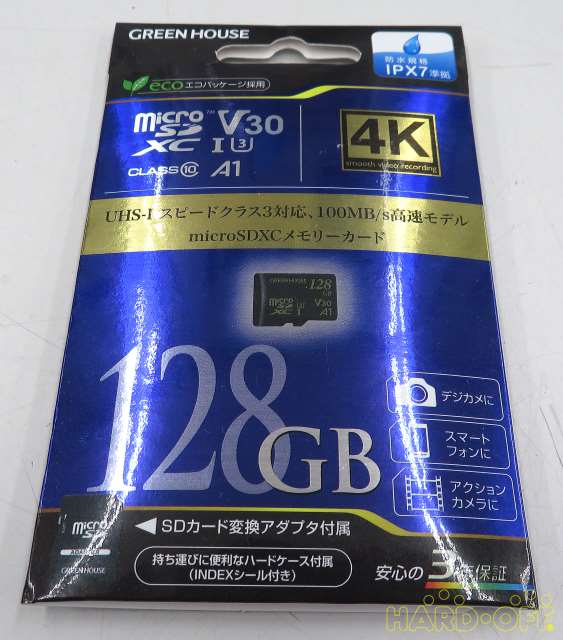 GREEN HOUSE
防水規格
IPX7準拠
eco エコパッケージ採用
micro SD XC I U3 V30
CLASS 10 A1
4K
smooth video recording
UHS-I スピードクラス3対応、100MB/s高速モデル
microSDXCメモリーカード
GREEN HOUSE 128
GB
micro SD XC I U3 V30
A1
128GB
デジカメに
スマート
フォンに
アクション
カメラに
micro SD
ADAPTER
GREEN HOUSE
◀SDカード変換アダプタ付属
持ち運びに便利なハードケース付属
(INDEXシール付き)
安心の3年保証
HARD-OFF